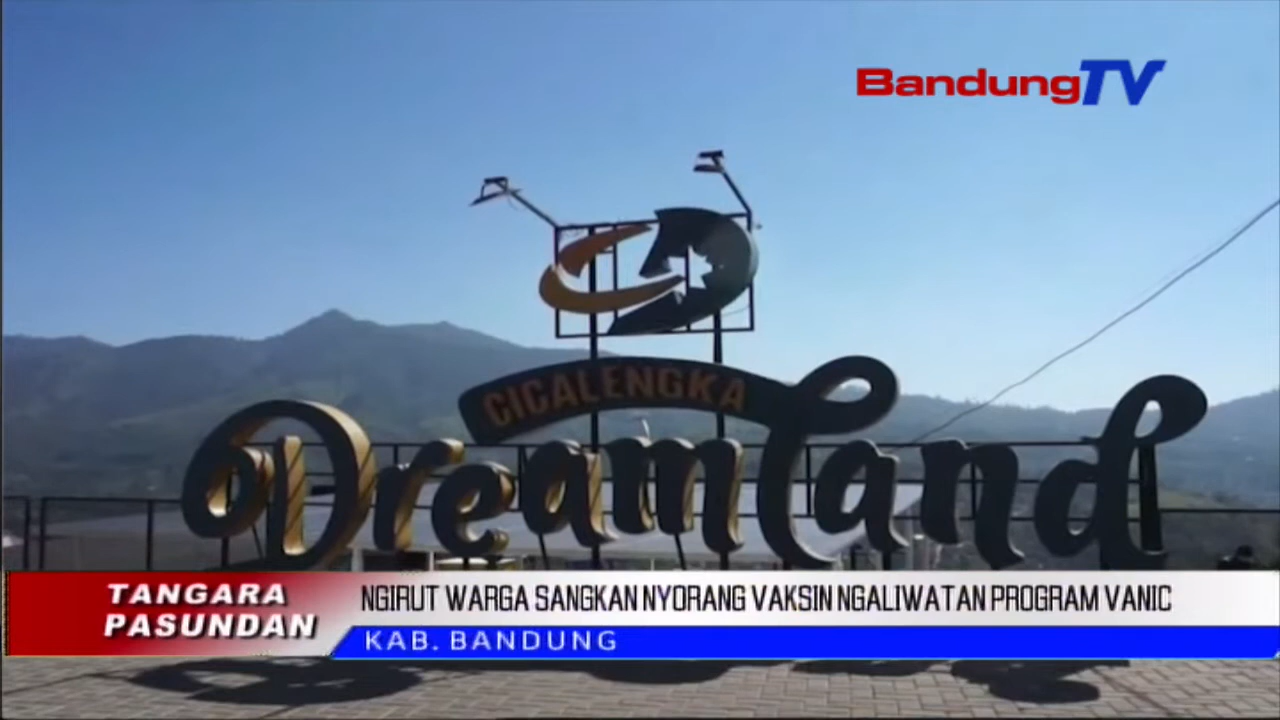 BandungTV
CICALENGKA
Dreamland
TANGARA
PASUNDAN
NGIRUT WARGA SANGKAN NYORANG VAKSIN NGALIWATAN PROGRAM VANIC
KAB. BANDUNG